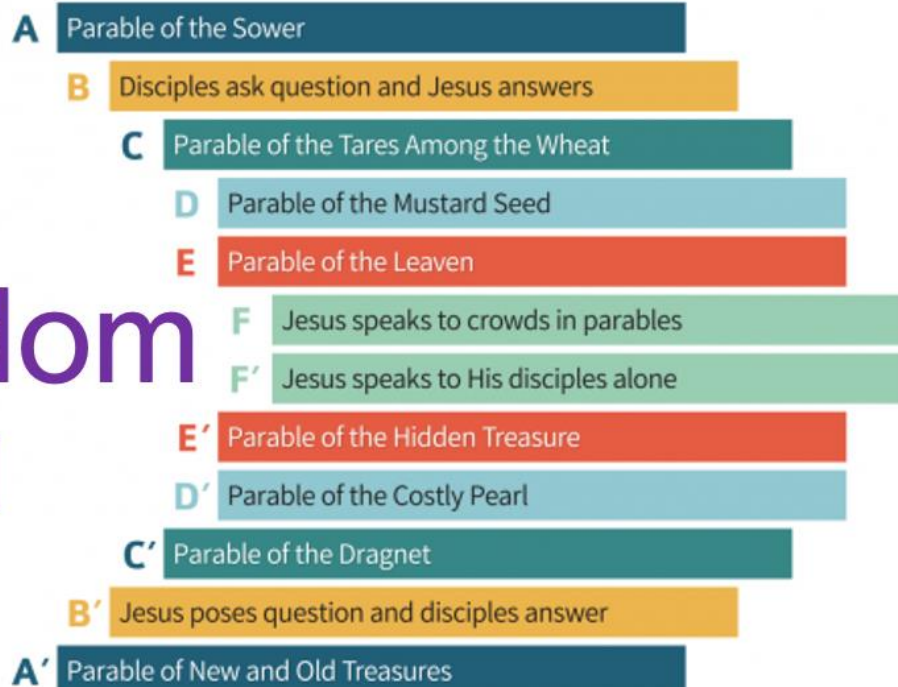 A Parable of the Sower
B Disciples ask question and Jesus answers
C Parable of the Tares Among the Wheat
D Parable of the Mustard Seed
E Parable of the Leaven
F Jesus speaks to crowds in parables
dom
F′ Jesus speaks to His disciples alone
E′ Parable of the Hidden Treasure
D′ Parable of the Costly Pearl
C′ Parable of the Dragnet
B′ Jesus poses question and disciples answer
A′ Parable of New and Old Treasures